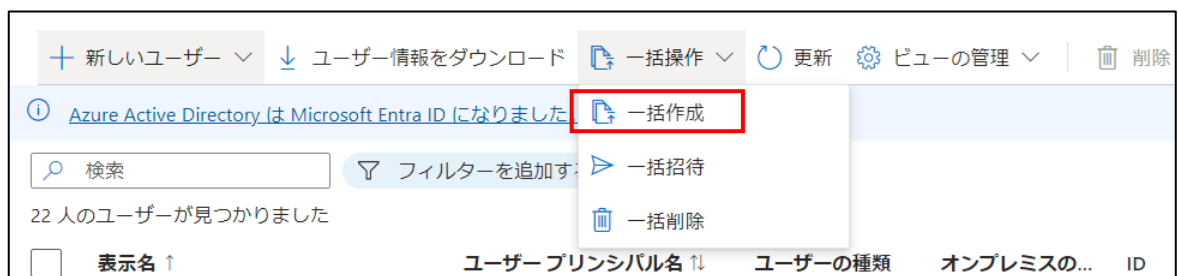 新しいユーザー ユーザー情報をダウンロード 一括操作 更新 ビューの管理 削除
Azure Active Directory は Microsoft Entra ID になりました。
一括作成
検索 フィルターを追加す
一括招待
22 人のユーザーが見つかりました
一括削除
表示名 ↑ ユーザー プリンシパル名 ↑↓ ユーザーの種類 オンプレミスの... ID